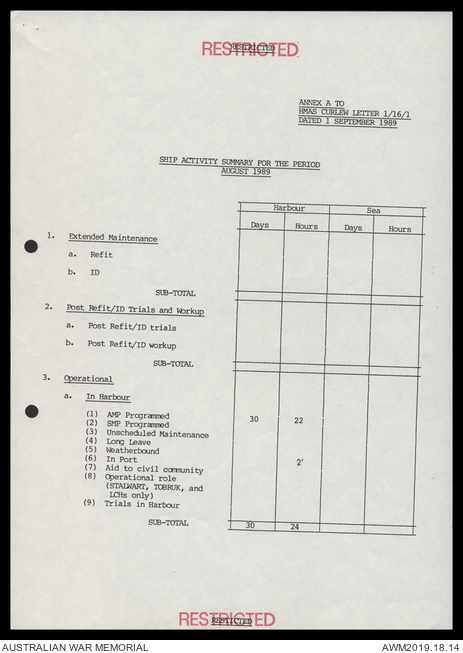 RESTRICTED
RESTRICTED
ANNEX A TO
HMAS CURLEW LETTER 1/16/1
DATED 1 SEPTEMBER 1989
SHIP ACTIVITY SUMMARY FOR THE PERIOD
AUGUST 1989
Harbour Sea
Days Hours Days Hours
1. Extended Maintenance
a. Refit
b. ID
SUB-TOTAL
2. Post Refit/ID Trials and Workup
a. Post Refit/ID trials
b. Post Refit/ID workup
SUB-TOTAL
3. Operational
a. In Harbour
(1) AMP Programmed 30 22
(2) SMP Programmed
(3) Unscheduled Maintenance
(4) Long Leave
(5) Weatherbound
(6) In Port 2
(7) Aid to civil community
(8) Operational role
(STALWART, TOBRUK, and
LCHs only)
(9) Trials in Harbour
SUB-TOTAL 30 24
RESTRICTED
RESTICTED
AUSTRALIAN WAR MEMORIAL AWM2019.18.14